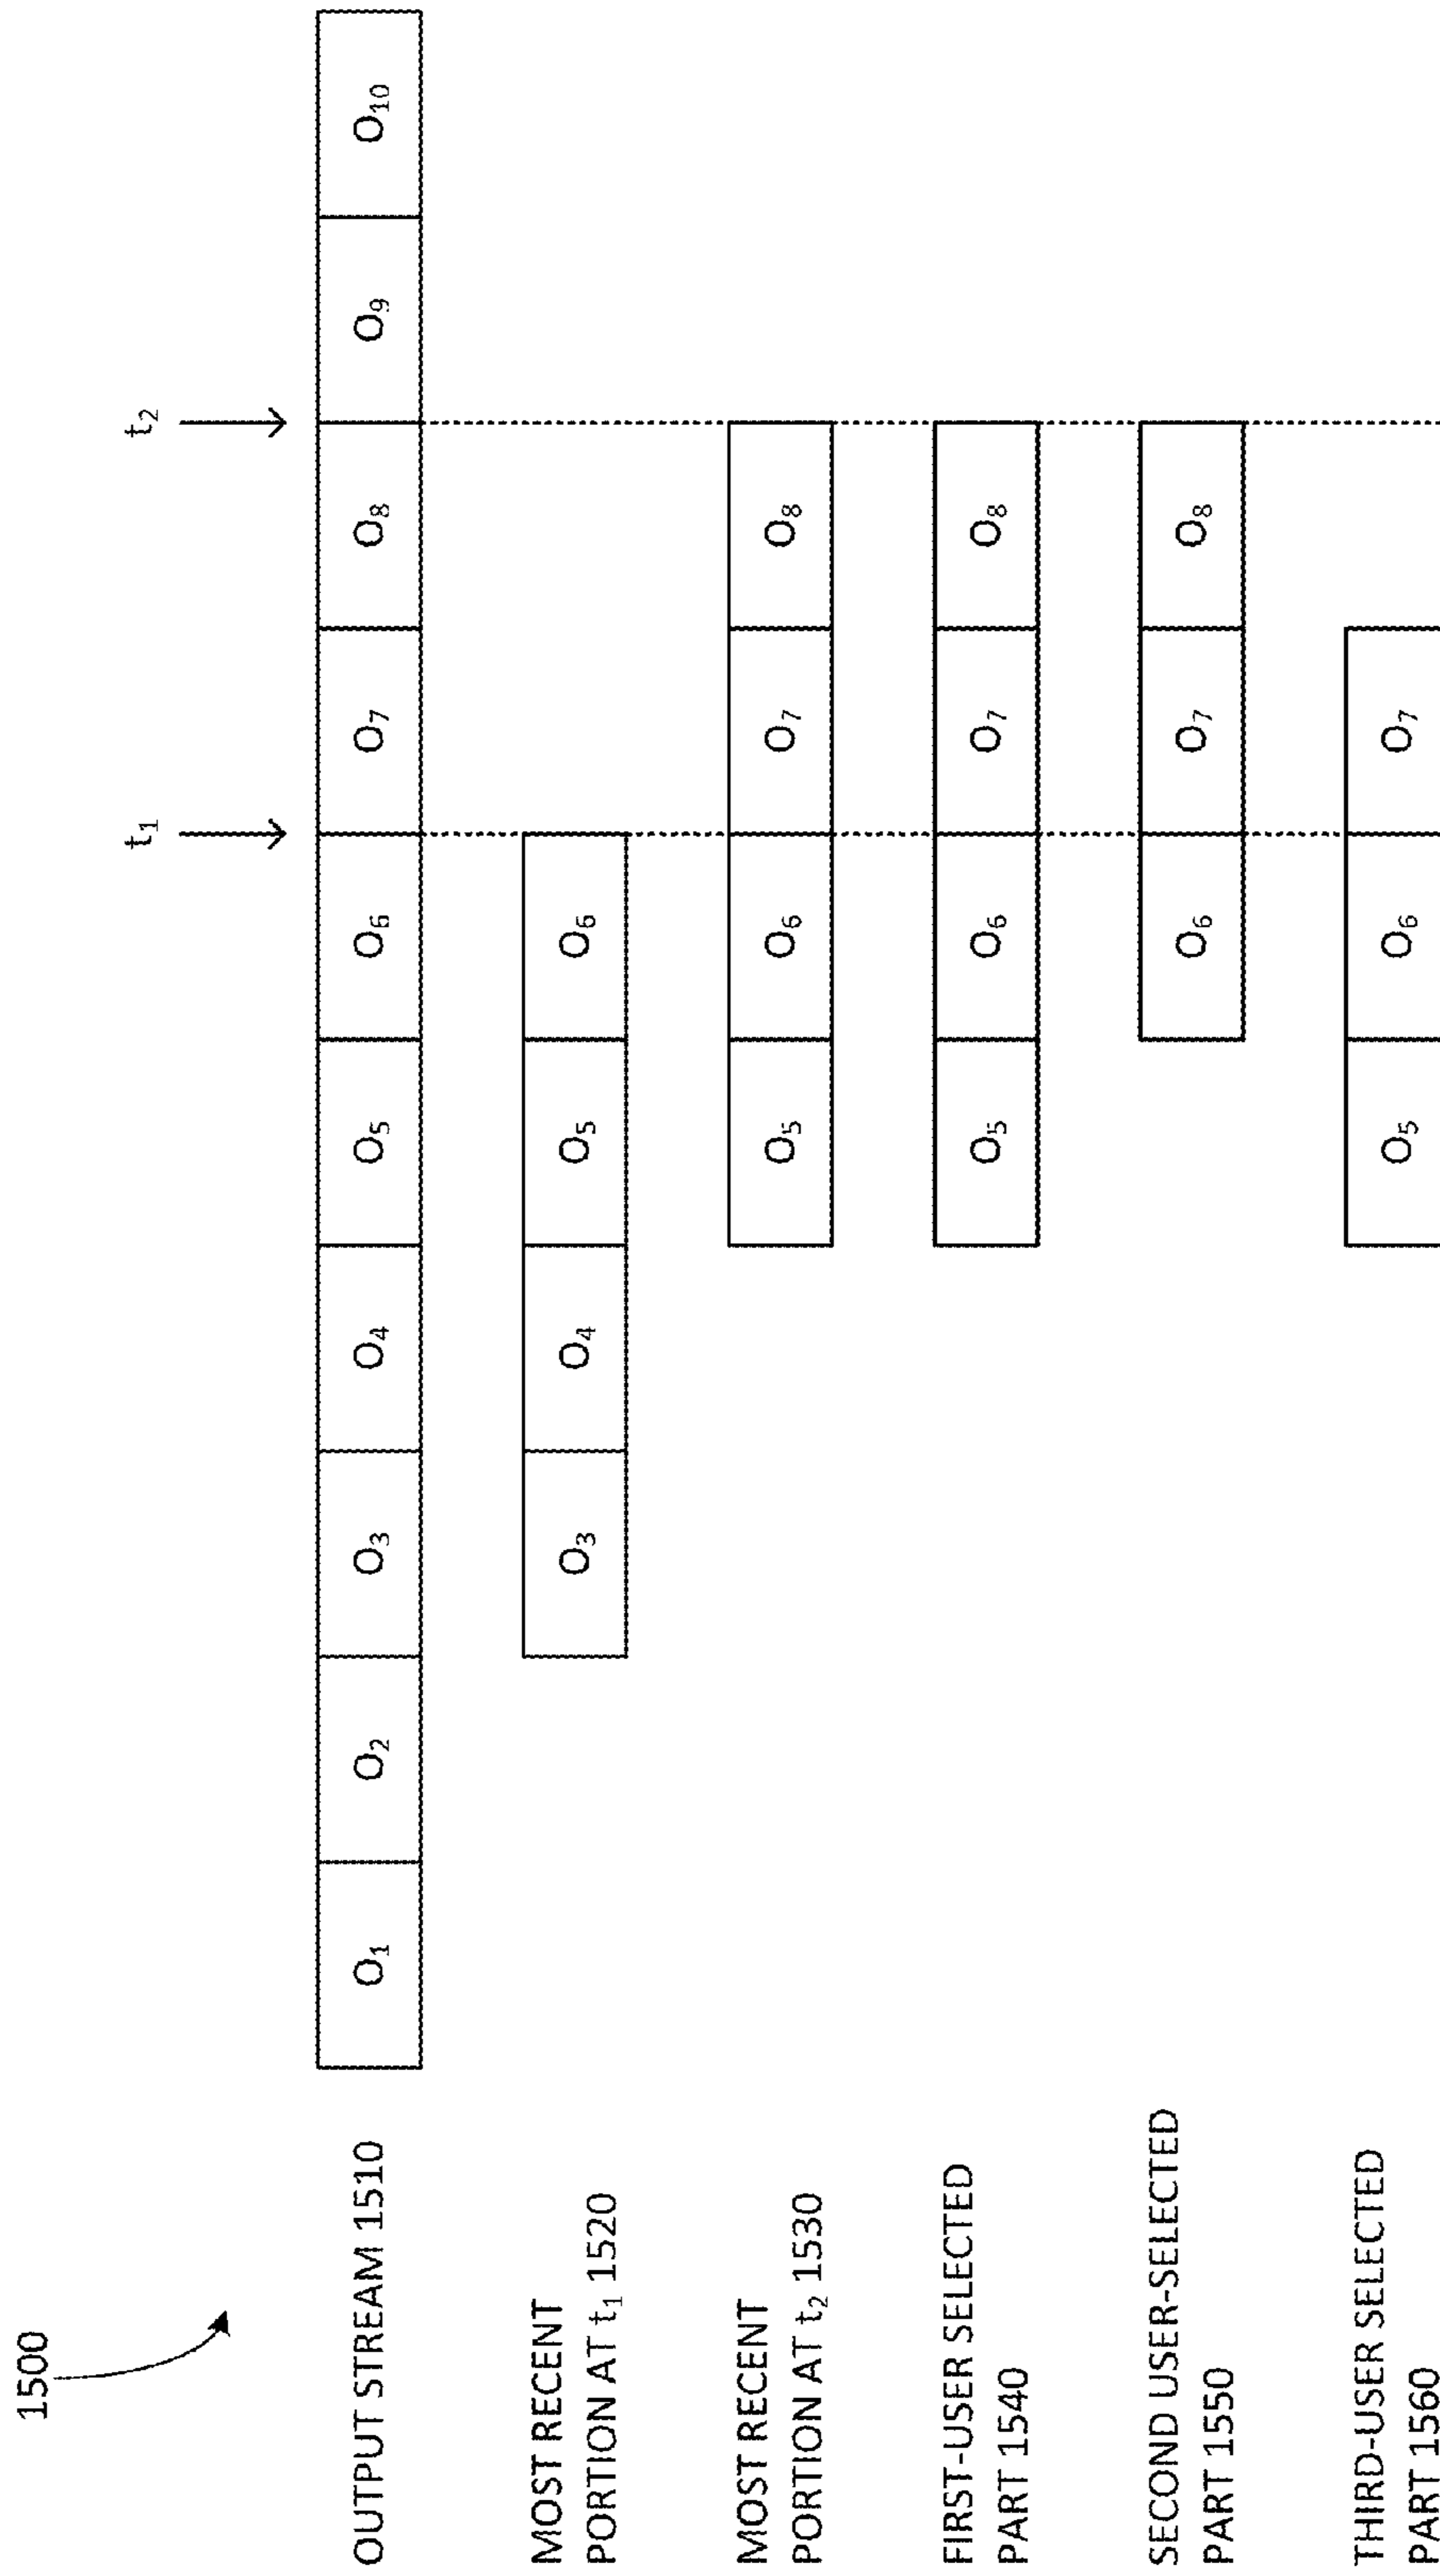 1500
t₁ t₂
OUTPUT STREAM 1510 O₁ O₂ O₃ O₄ O₅ O₆ O₇ O₈ O₉ O₁₀
MOST RECENT
PORTION AT t₁ 1520
O₃ O₄ O₅ O₆
MOST RECENT
PORTION AT t₂ 1530
O₅ O₆ O₇ O₈
FIRST-USER SELECTED
PART 1540
O₅ O₆ O₇ O₈
SECOND USER-SELECTED
PART 1550
O₆ O₇ O₈
THIRD-USER SELECTED
PART 1560
O₅ O₆ O₇